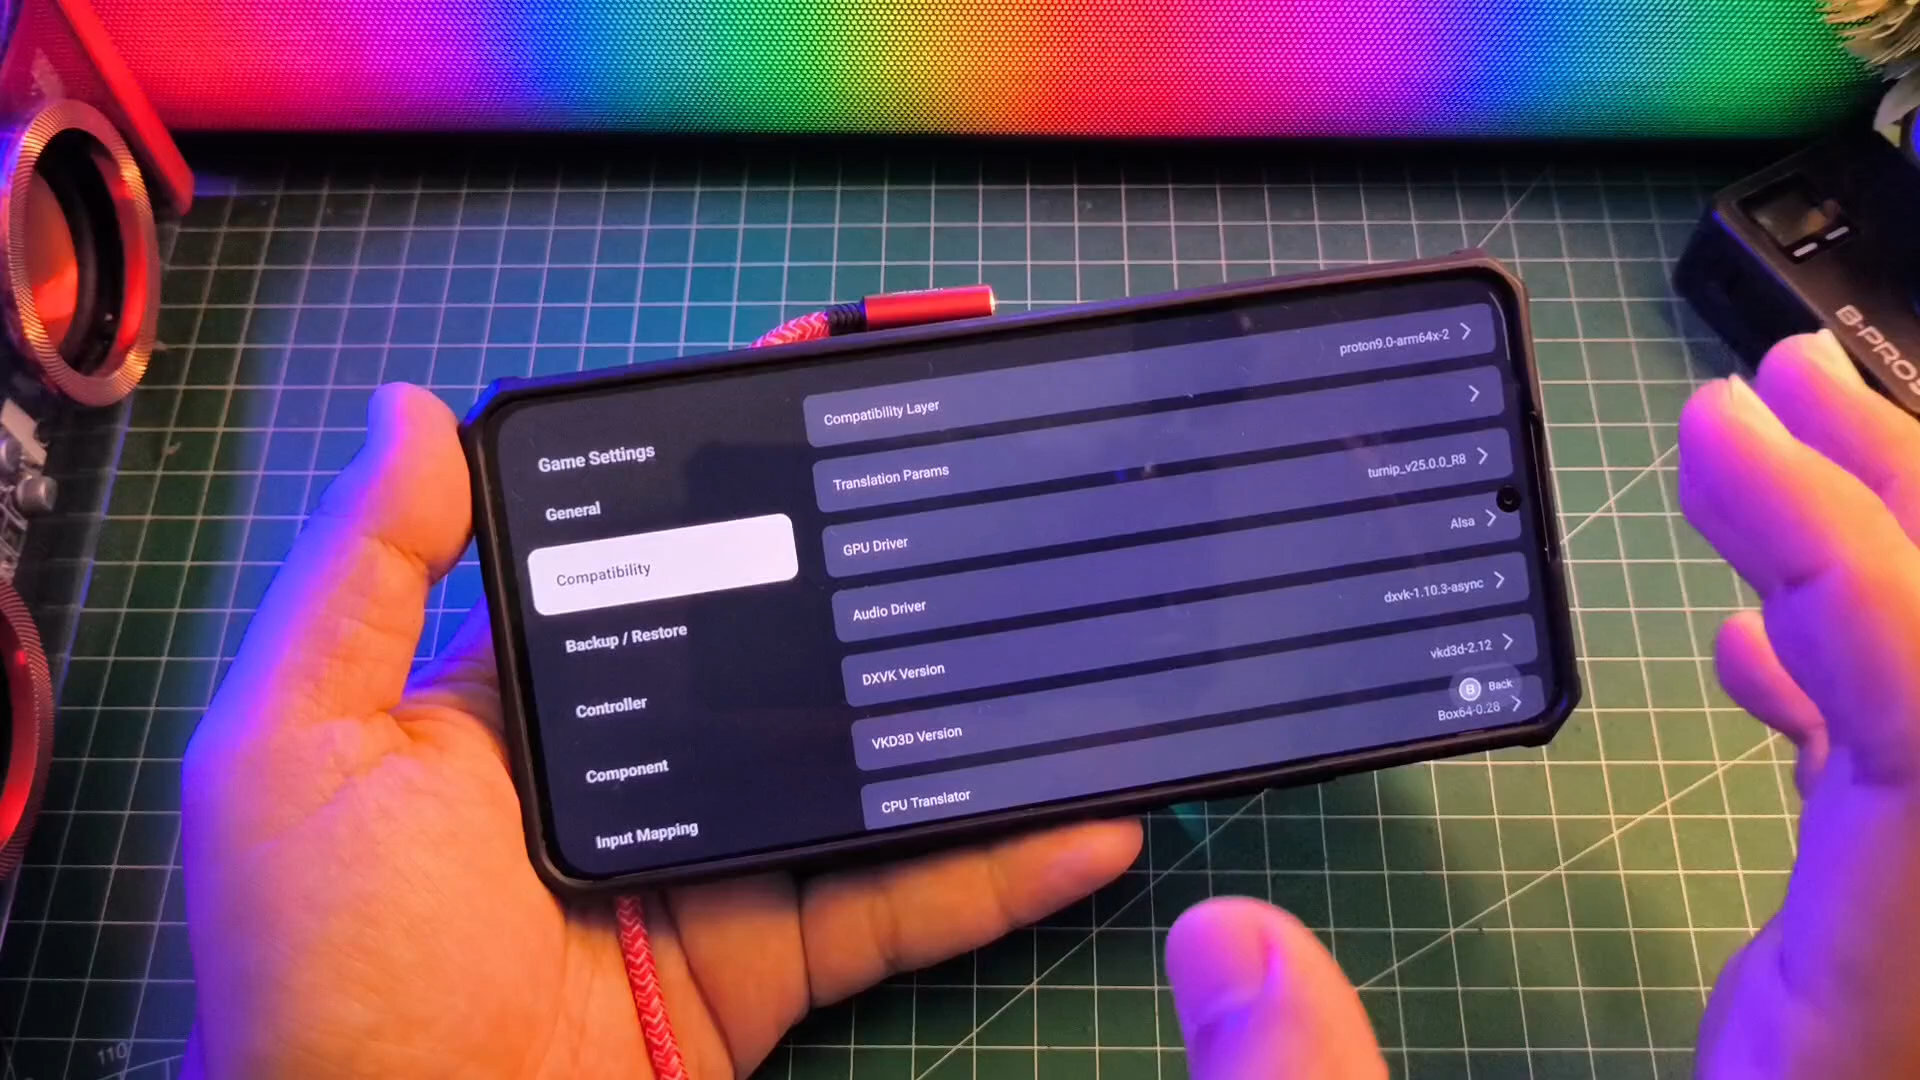 Game Settings
General
Compatibility
Backup / Restore
Controller
Component
Input Mapping
Compatibility Layer
proton9.0-arm64x-2
Translation Params
GPU Driver
turnip_v25.0.0_R8
Audio Driver
Alsa
DXVK Version
dxvk-1.10.3-async
VKD3D Version
vkd3d-2.12
B Back
CPU Translator
Box64-0.28
110